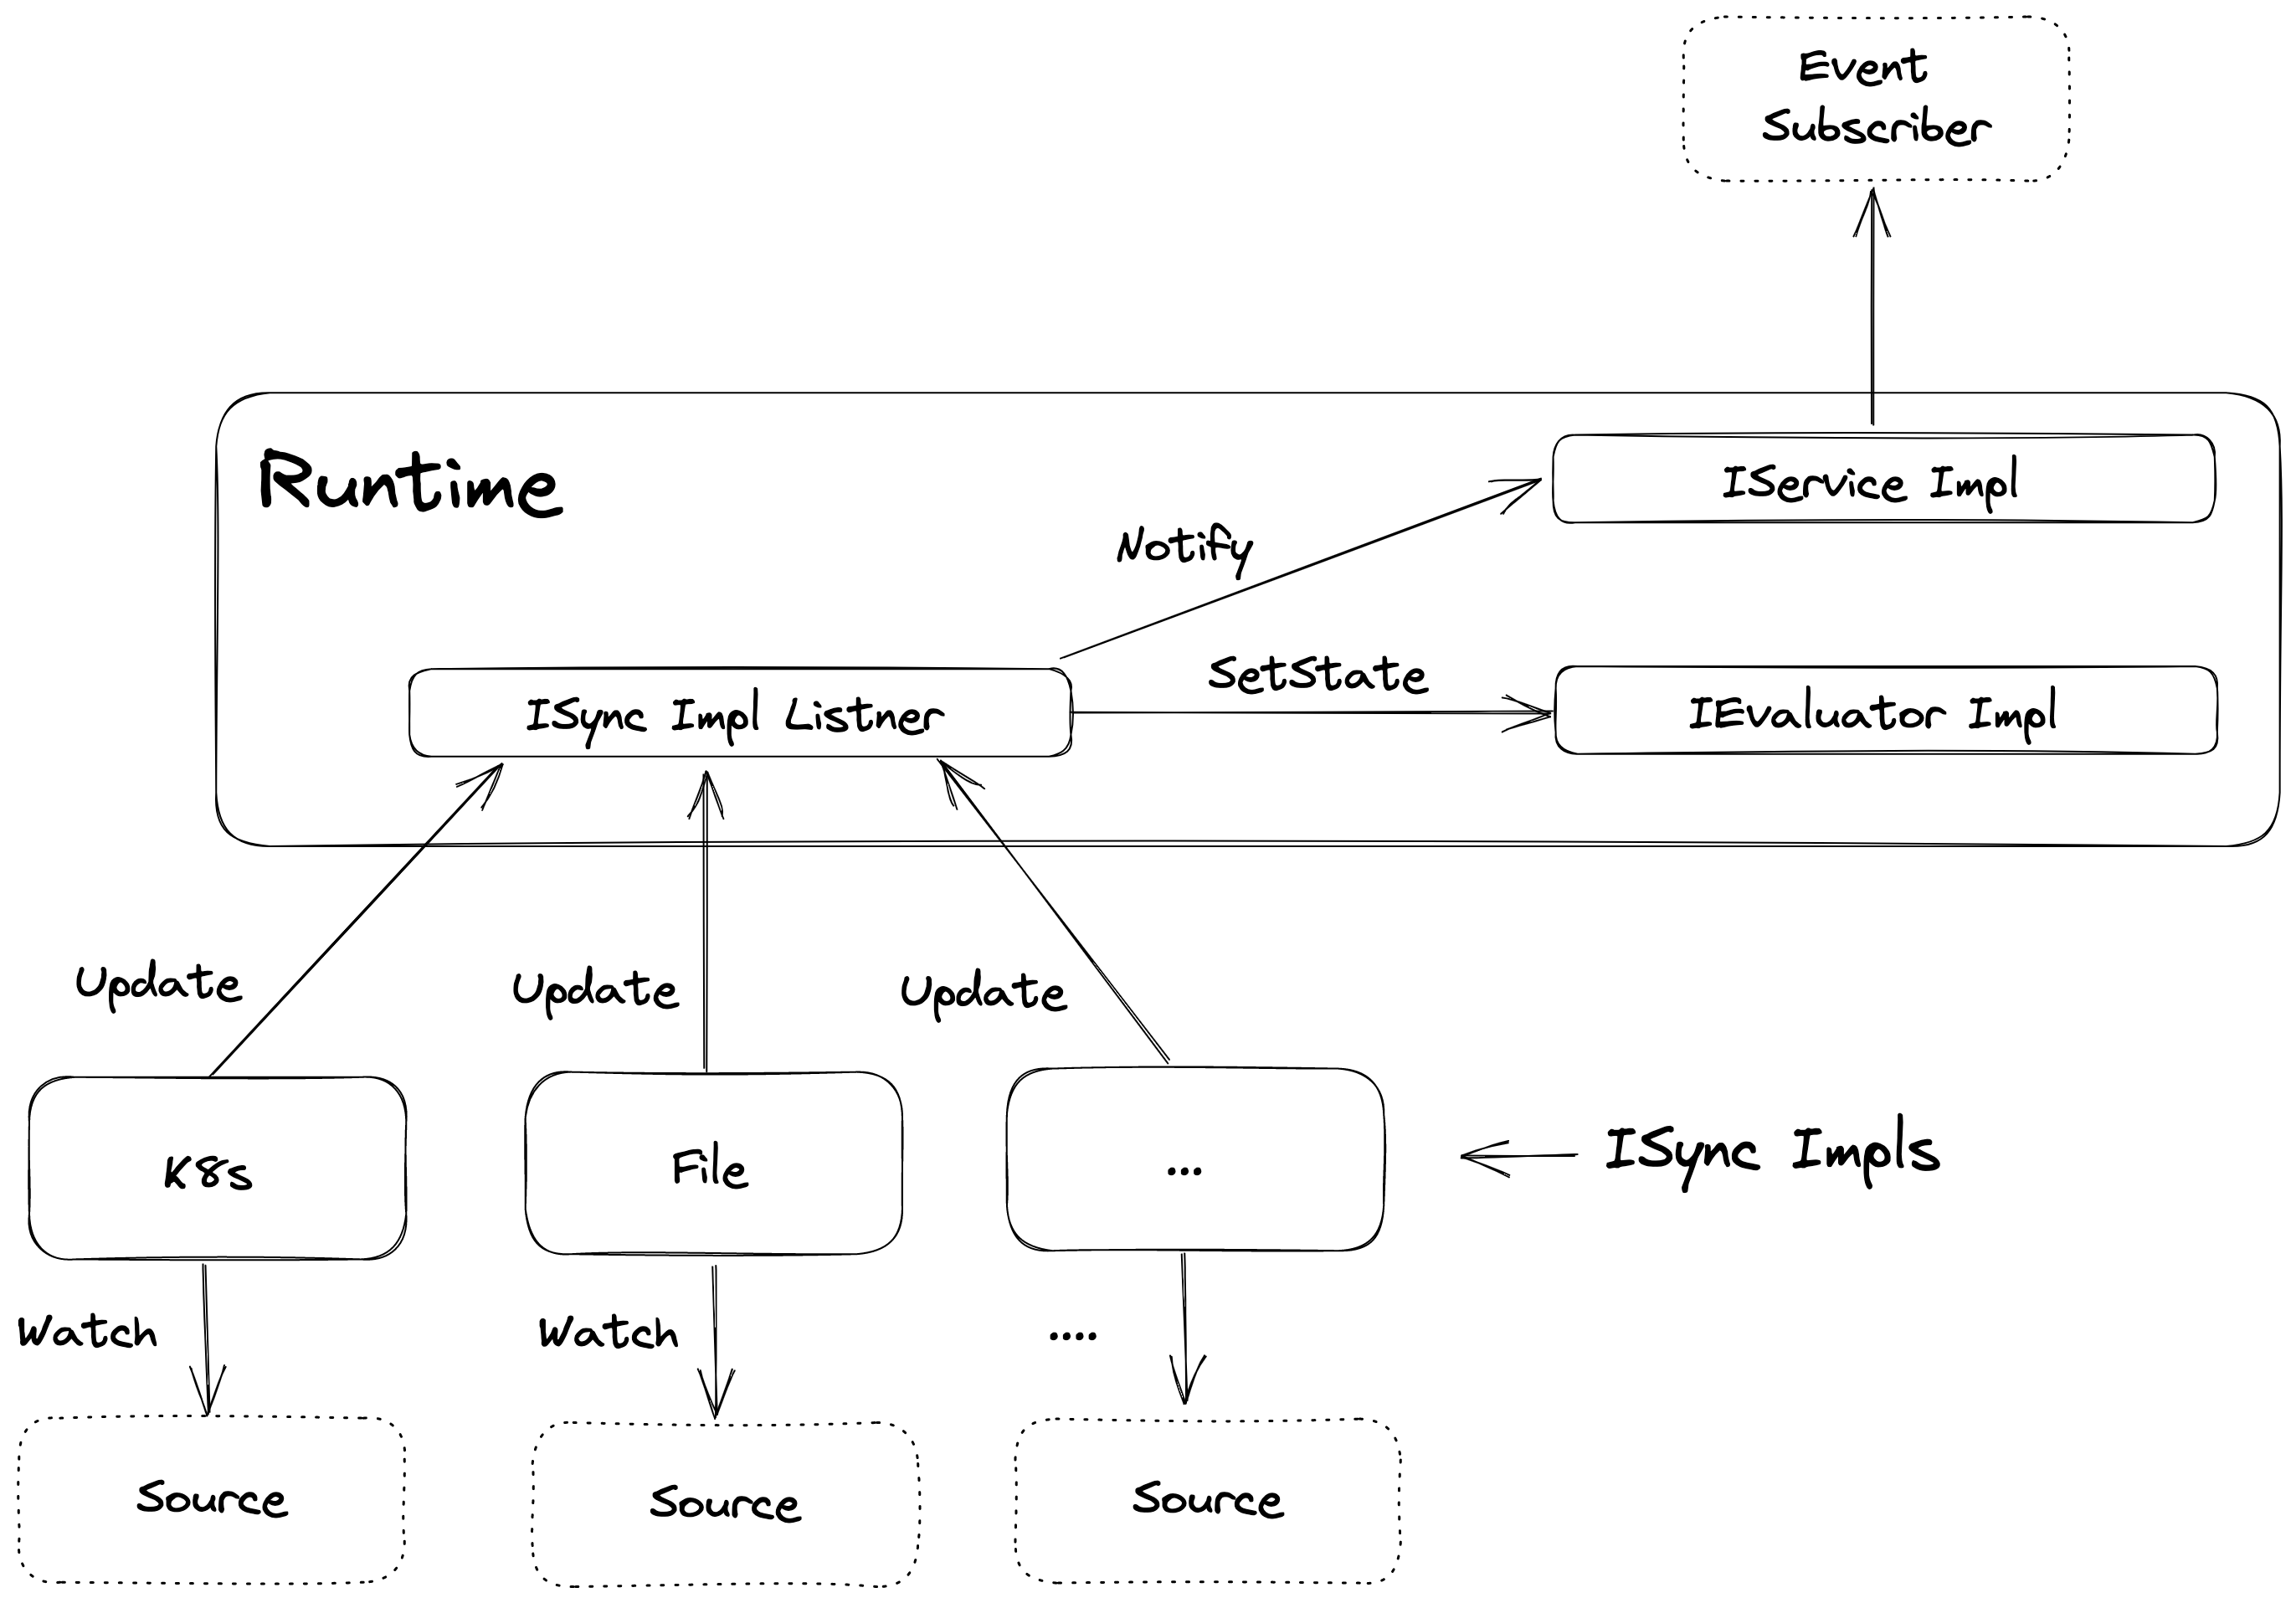 Event
Subscriber
Runtime
IService Impl
Notify
SetState
ISync Impl Listner
IEvaluator Impl
Update
Update
Update
K8s
File
...
ISync Impls
Watch
Watch
....
Source
Source
Source